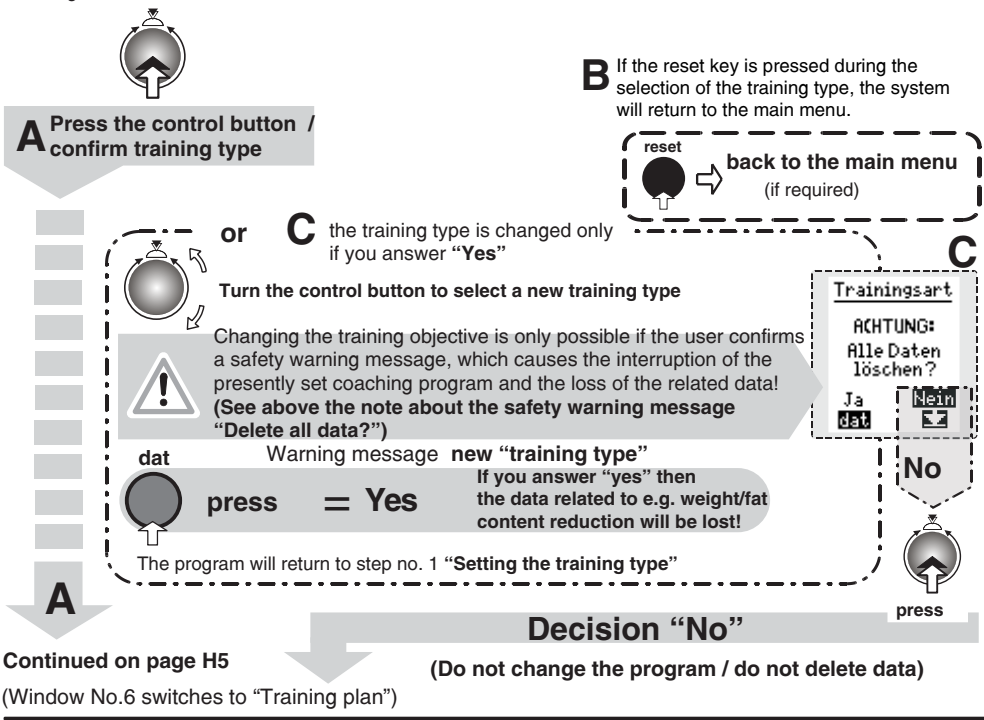 A Press the control button /
confirm training type
B If the reset key is pressed during the
selection of the training type, the system
will return to the main menu.
reset
back to the main menu
(if required)
or C the training type is changed only
if you answer “Yes”
Turn the control button to select a new training type
Changing the training objective is only possible if the user confirms
a safety warning message, which causes the interruption of the
presently set coaching program and the loss of the related data!
(See above the note about the safety warning message
“Delete all data?”)
C
Trainingsart
ACHTUNG:
Alle Daten
löschen?
Ja Nein
dat
No
press
dat
Warning message new “training type”
press = Yes
If you answer “yes” then
the data related to e.g. weight/fat
content reduction will be lost!
The program will return to step no. 1 “Setting the training type”
A
Decision “No”
Continued on page H5
(Do not change the program / do not delete data)
(Window No.6 switches to “Training plan”)